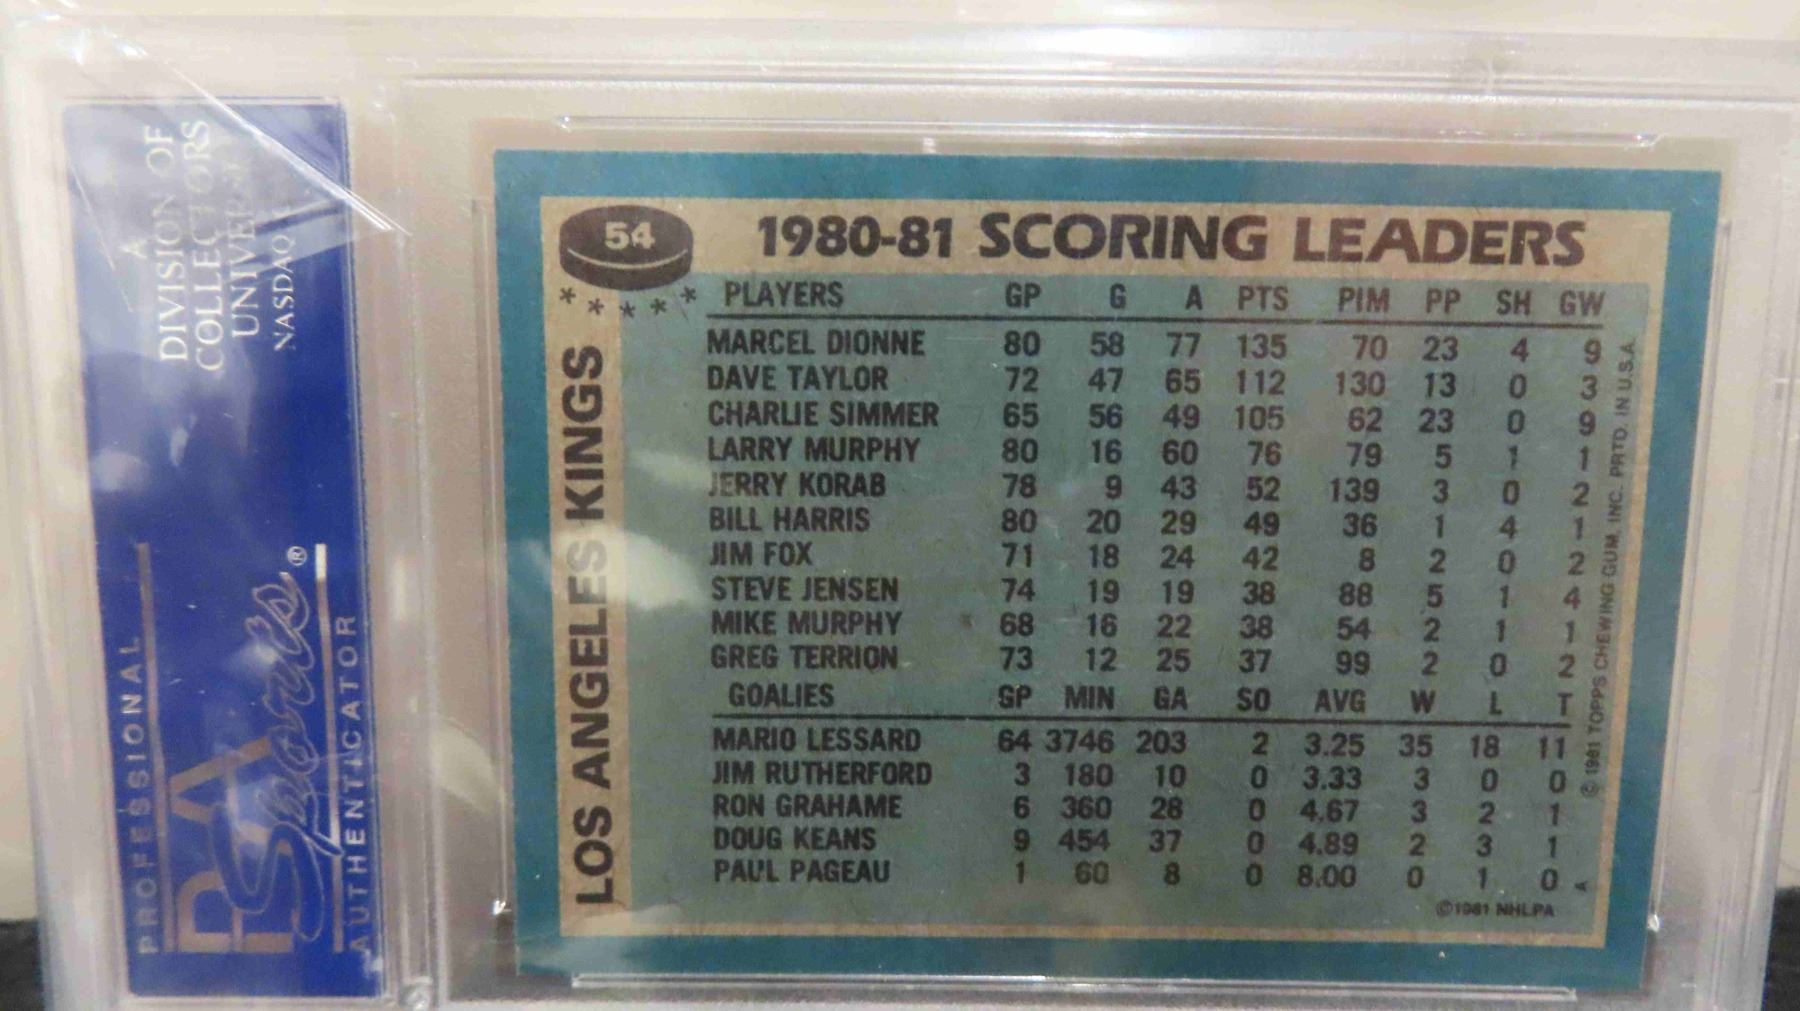 A
DIVISION OF
COLLECTORS
UNIVERSE
NASDAQ
PROFESSIONAL
PSA
Sports®
AUTHENTICATOR
54
1980-81 SCORING LEADERS
LOS ANGELES KINGS
* * * * *
PLAYERS GP G A PTS PIM PP SH GW
MARCEL DIONNE 80 58 77 135 70 23 4 9
DAVE TAYLOR 72 47 65 112 130 13 0 3
CHARLIE SIMMER 65 56 49 105 62 23 0 9
LARRY MURPHY 80 16 60 76 79 5 1 1
JERRY KORAB 78 9 43 52 139 3 0 2
BILL HARRIS 80 20 29 49 36 1 4 1
JIM FOX 71 18 24 42 8 2 0 2
STEVE JENSEN 74 19 19 38 88 5 1 4
MIKE MURPHY 68 16 22 38 54 2 1 1
GREG TERRION 73 12 25 37 99 2 0 2
GOALIES GP MIN GA SO AVG W L T
MARIO LESSARD 64 3746 203 2 3.25 35 18 11
JIM RUTHERFORD 3 180 10 0 3.33 3 0 0
RON GRAHAME 6 360 28 0 4.67 3 2 1
DOUG KEANS 9 454 37 0 4.89 2 3 1
PAUL PAGEAU 1 60 8 0 8.00 0 1 0
A
©1981 NHLPA
© 1981 TOPPS CHEWING GUM, INC. PRTD. IN U.S.A.